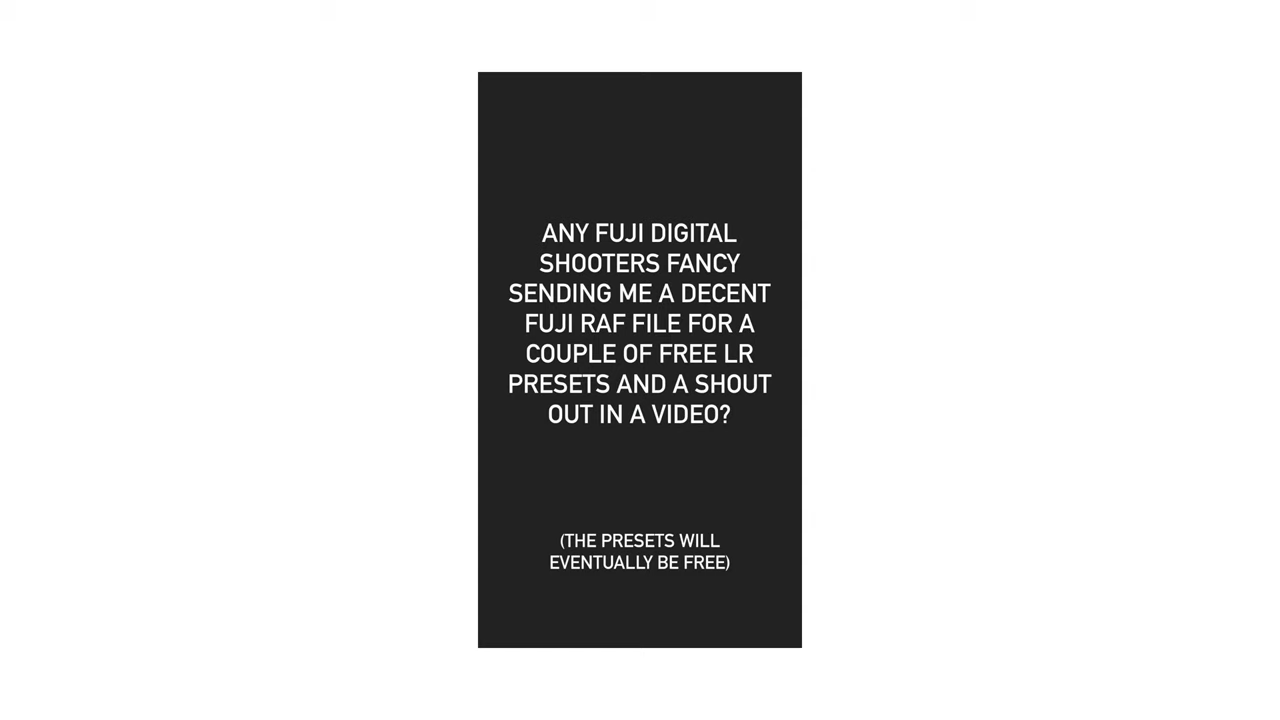 ANY FUJI DIGITAL
SHOOTERS FANCY
SENDING ME A DECENT
FUJI RAF FILE FOR A
COUPLE OF FREE LR
PRESETS AND A SHOUT
OUT IN A VIDEO?
(THE PRESETS WILL
EVENTUALLY BE FREE)